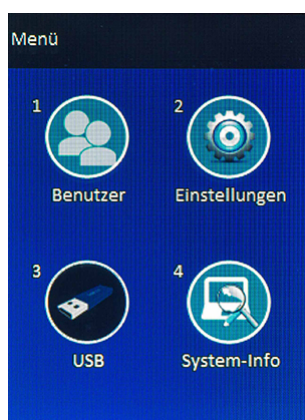 Menü
1
2
Benutzer
Einstellungen
3
4
USB
System-Info